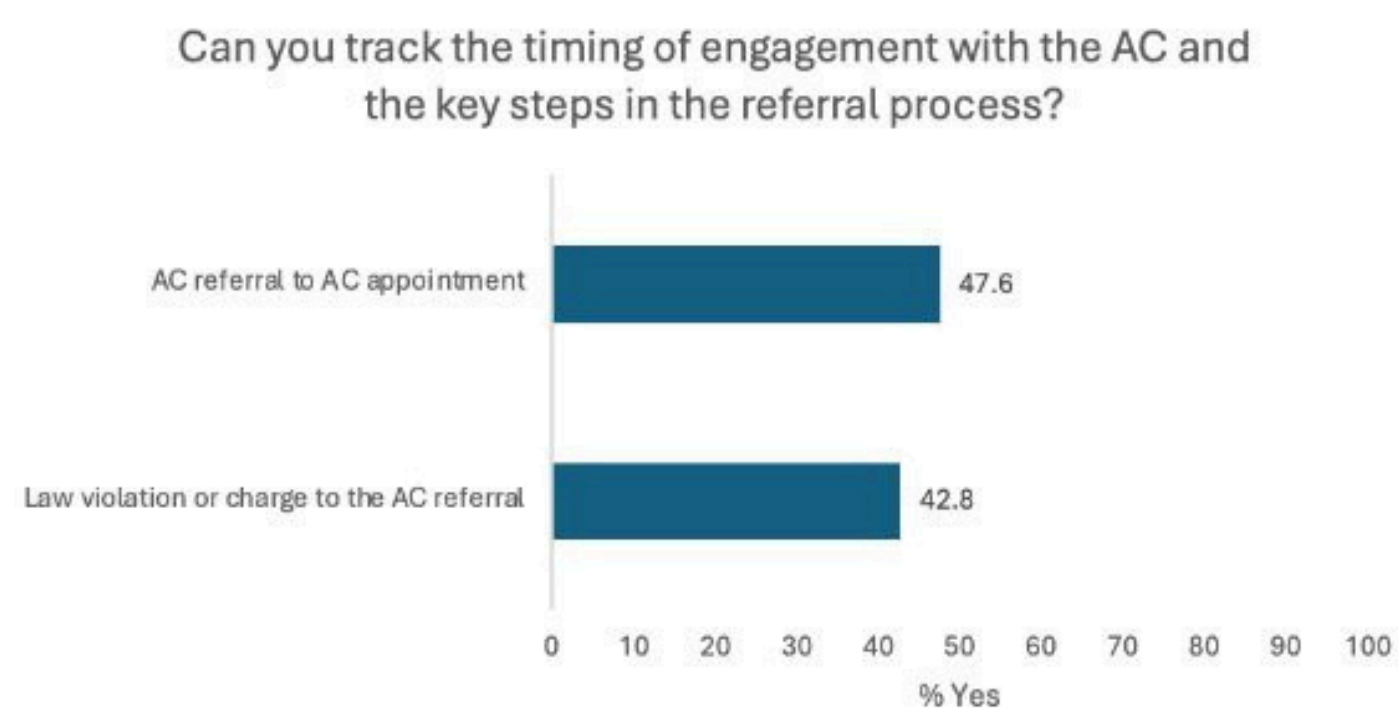 Can you track the timing of engagement with the AC and
the key steps in the referral process?
AC referral to AC appointment
47.6
Law violation or charge to the AC referral
42.8
0 10 20 30 40 50 60 70 80 90 100
% Yes